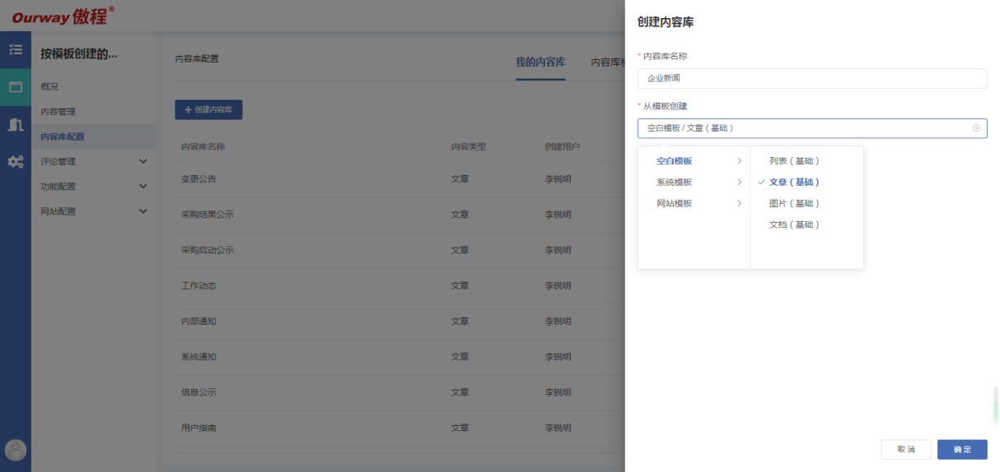 Ourway 傲程®
按模板创建的...
概况
内容管理
内容库配置
评论管理
功能配置
网站配置
内容库配置
我的内容库
内容库
+ 创建内容库
内容库名称 内容类型 创建用户
变更公告 文章 李锐明
采购结果公示 文章 李锐明
采购启动公示 文章 李锐明
工作动态 文章 李锐明
内部通知 文章 李锐明
系统通知 文章 李锐明
信息公示 文章 李锐明
用户指南 文章 李锐明
创建内容库
* 内容库名称
企业新闻
* 从模板创建
空白模板 / 文章（基础）
空白模板
系统模板
网站模板
列表（基础）
文章（基础）
图片（基础）
文档（基础）
取消
确定